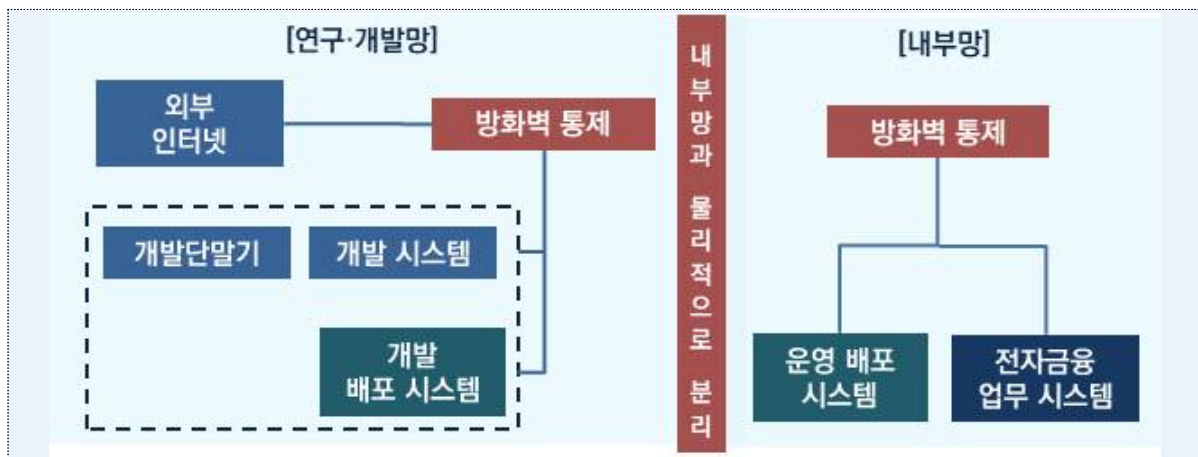 [연구·개발망]
외부
인터넷
방화벽 통제
개발단말기
개발 시스템
개발
배포 시스템
내부망과 물리적으로 분리
[내부망]
방화벽 통제
운영 배포
시스템
전자금융
업무 시스템